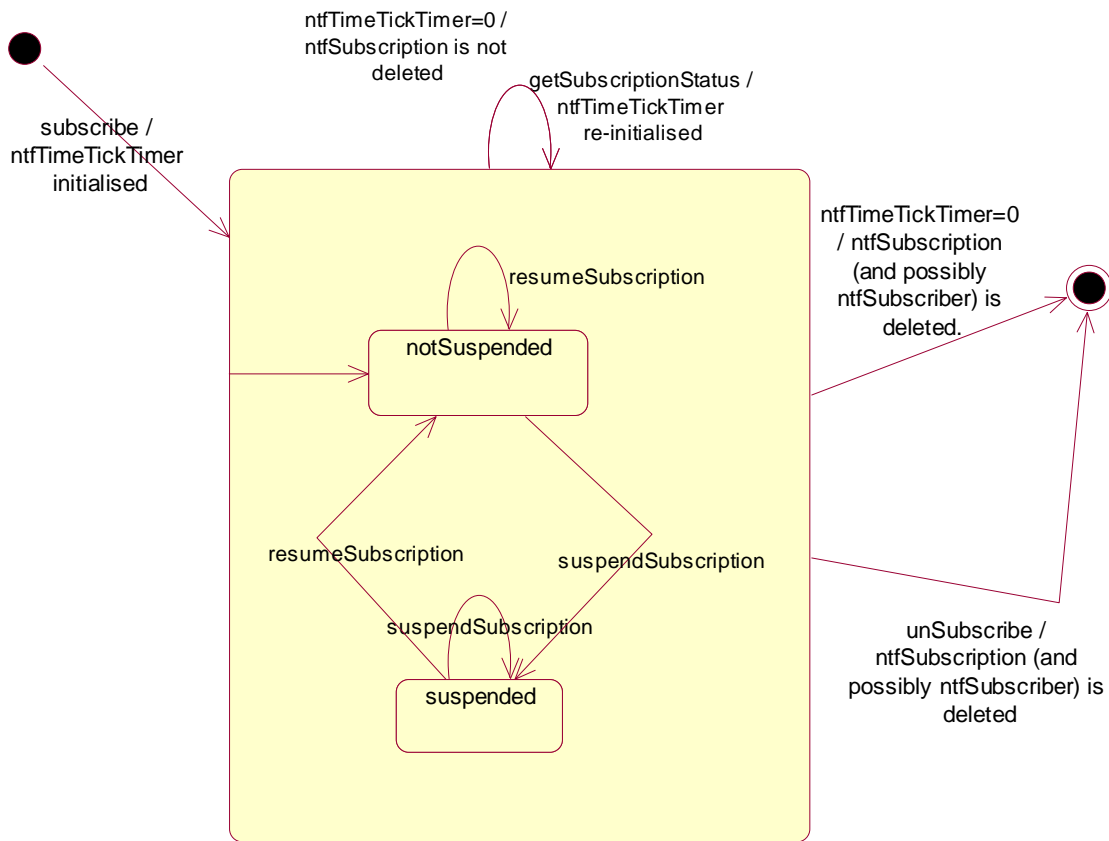 ntfTimeTickTimer=0 /
ntfSubscription is not
deleted
getSubscriptionStatus /
ntfTimeTickTimer
re-initialised
subscribe /
ntfTimeTickTimer
initialised
ntfTimeTickTimer=0
/ ntfSubscription
(and possibly
ntfSubscriber) is
deleted.
resumeSubscription
notSuspended
resumeSubscription
suspendSubscription
suspendSubscription
suspended
unSubscribe /
ntfSubscription (and
possibly ntfSubscriber) is
deleted